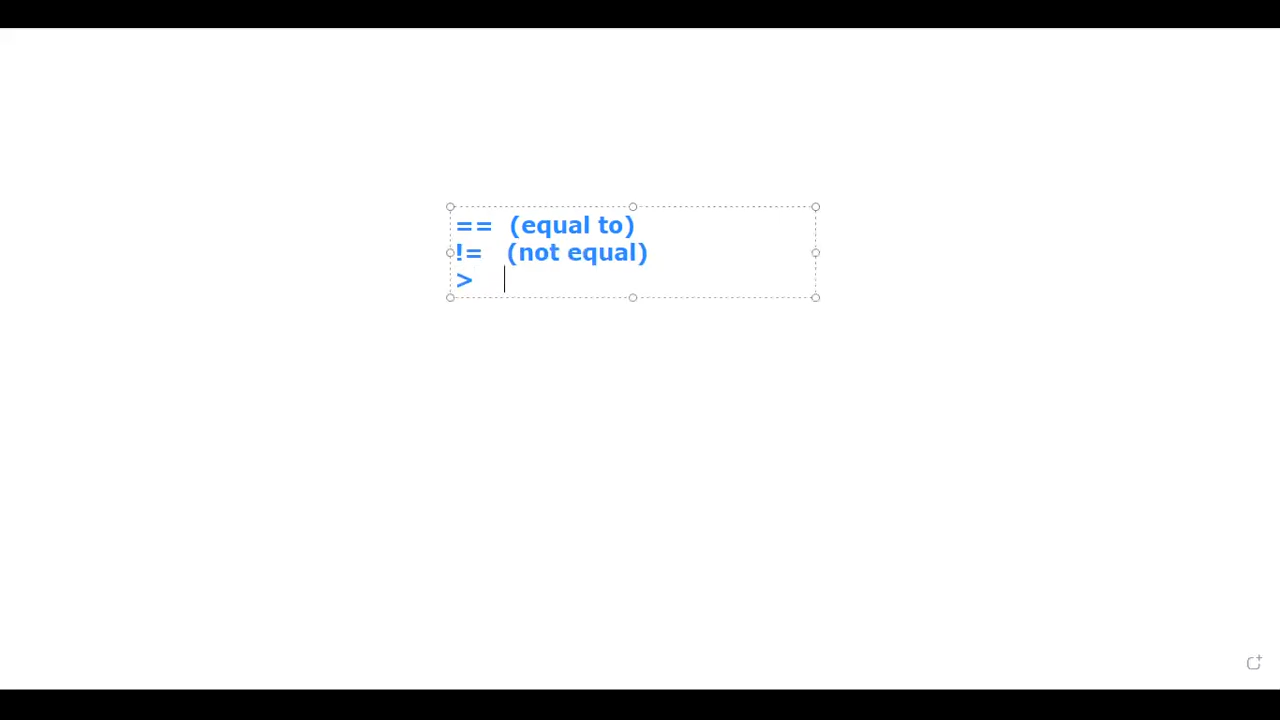 == (equal to)
!= (not equal)
>